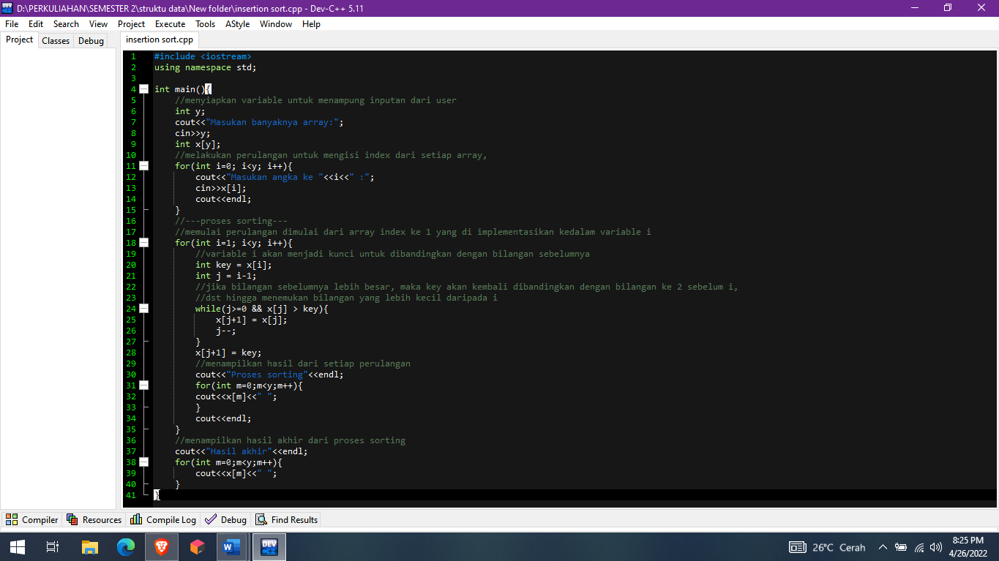 D:\PERKULIAHAN\SEMESTER 2\struktu data\New folder\insertion sort.cpp - Dev-C++ 5.11
File Edit Search View Project Execute Tools AStyle Window Help
Project Classes Debug
insertion sort.cpp
1 #include <iostream>
2 using namespace std;
3
4 int main(){
5 //menyiapkan variable untuk menampung inputan dari user
6 int y;
7 cout<<"Masukan banyaknya array:";
8 cin>>y;
9 int x[y];
10 //melakukan perulangan untuk mengisi index dari setiap array,
11 for(int i=0; i<y; i++){
12 cout<<"Masukan angka ke "<<i<<" :";
13 cin>>x[i];
14 cout<<endl;
15 }
16 //---proses sorting---
17 //memulai perulangan dimulai dari array index ke 1 yang di implementasikan kedalam variable i
18 for(int i=1; i<y; i++){
19 //variable i akan menjadi kunci untuk dibandingkan dengan bilangan sebelumnya
20 int key = x[i];
21 int j = i-1;
22 //jika bilangan sebelumnya lebih besar, maka key akan kembali dibandingkan dengan bilangan ke 2 sebelum i,
23 //dst hingga menemukan bilangan yang lebih kecil daripada i
24 while(j>=0 && x[j] > key){
25 x[j+1] = x[j];
26 j--;
27 }
28 x[j+1] = key;
29 //menampilkan hasil dari setiap perulangan
30 cout<<"Proses sorting"<<endl;
31 for(int m=0;m<y;m++){
32 cout<<x[m]<<" ";
33 }
34 cout<<endl;
35 }
36 //menampilkan hasil akhir dari proses sorting
37 cout<<"Hasil akhir"<<endl;
38 for(int m=0;m<y;m++){
39 cout<<x[m]<<" ";
40 }
41 }
Compiler Resources Compile Log Debug Find Results
26°C Cerah
8:25 PM
4/26/2022